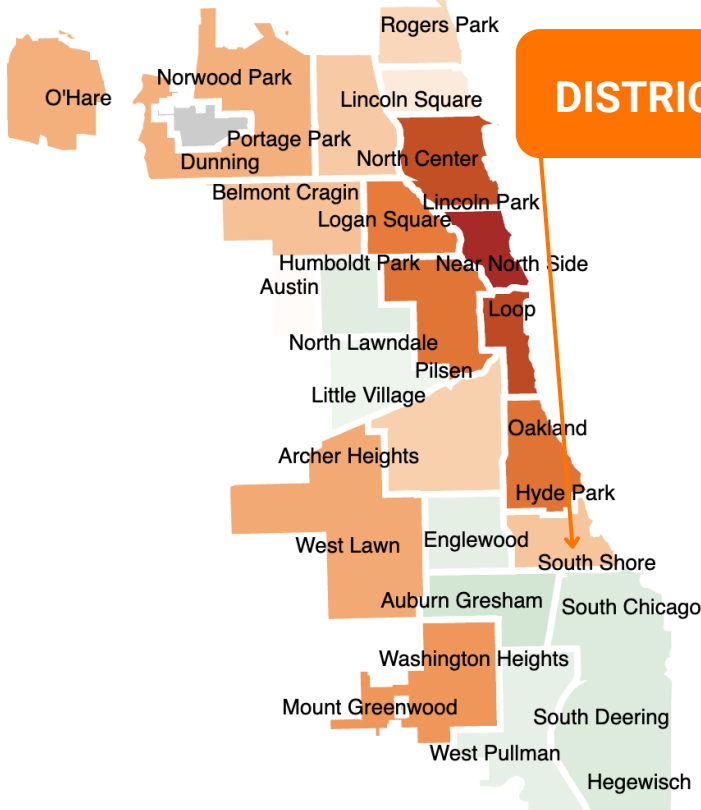 Rogers Park
DISTRIC
Norwood Park
O'Hare
Lincoln Square
Portage Park
North Center
Dunning
Belmont Cragin
Lincoln Park
Logan Square
Humboldt Park
Near North Side
Austin
Loop
North Lawndale
Pilsen
Little Village
Oakland
Archer Heights
Hyde Park
Englewood
West Lawn
South Shore
Auburn Gresham
South Chicago
Washington Heights
Mount Greenwood
South Deering
West Pullman
Hegewisch